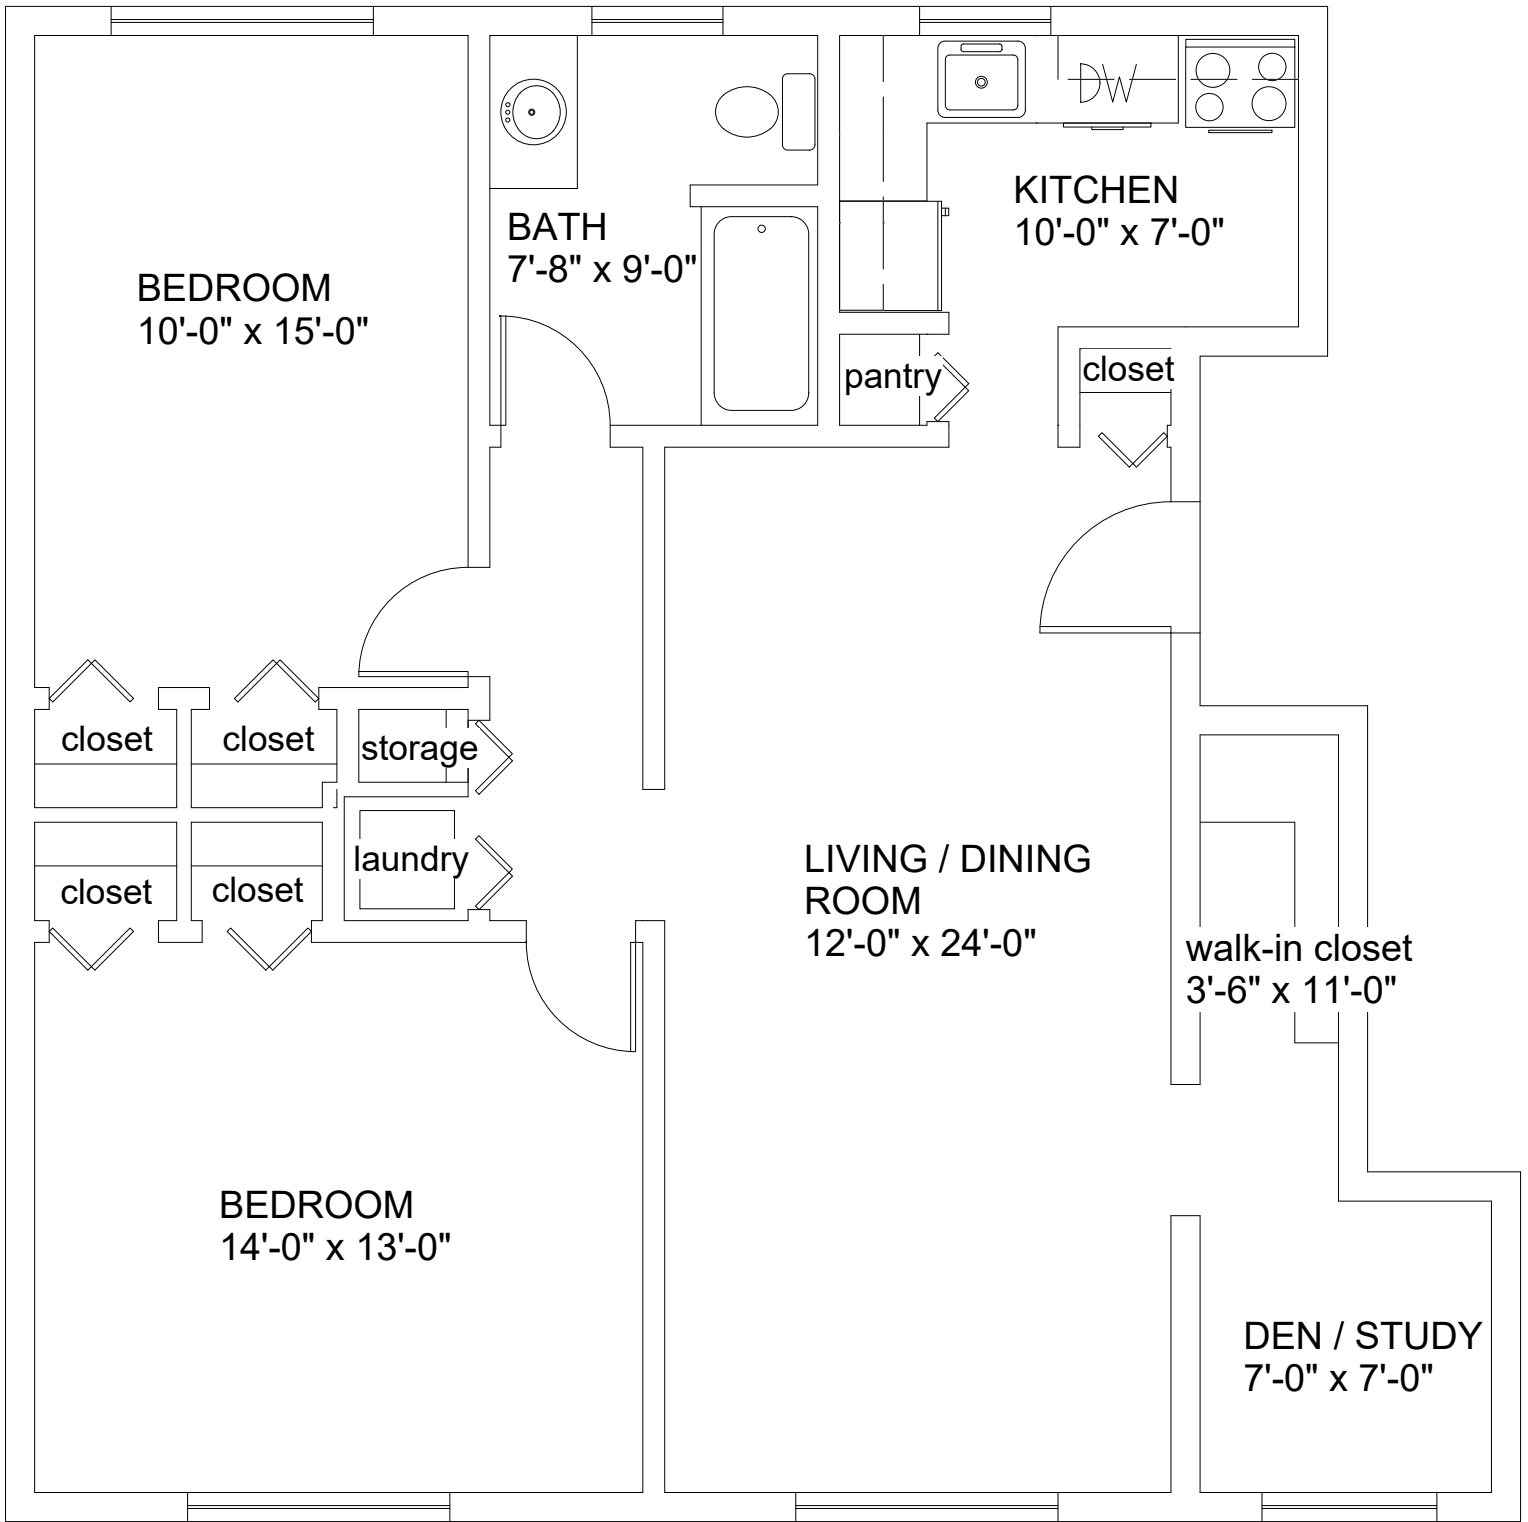 DW
KITCHEN
10'-0" x 7'-0"
BATH
7'-8" x 9'-0"
BEDROOM
10'-0" x 15'-0"
pantry
closet
closet
closet
storage
closet
closet
laundry
LIVING / DINING
ROOM
12'-0" x 24'-0"
walk-in closet
3'-6" x 11'-0"
BEDROOM
14'-0" x 13'-0"
DEN / STUDY
7'-0" x 7'-0"